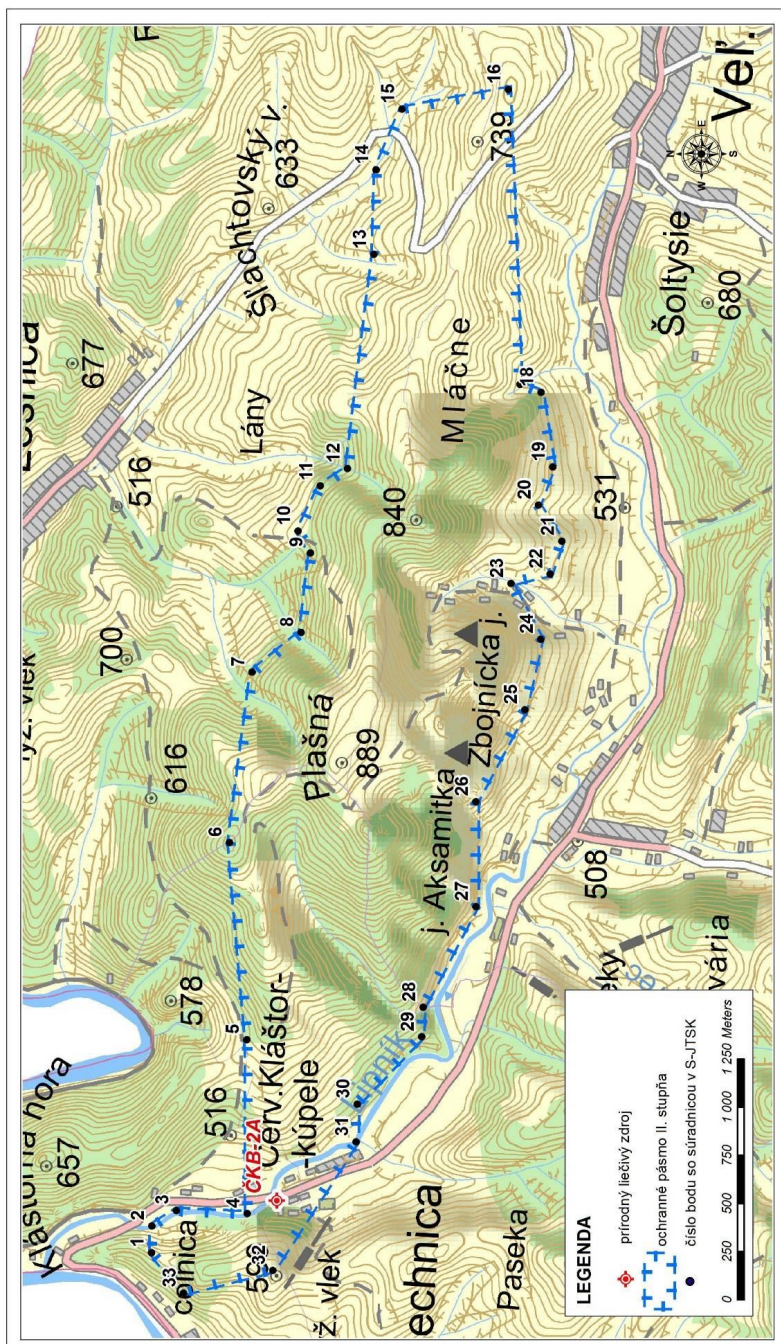 Kláštorná hora
657
578
516
616
700
516
677
Lány
Šlachtovský v.
633
ČKB-2A
Červ.Kláštor-
-kúpele
Plašná
889
840
Mláčne
739
j. Aksamitka
Zbojnícka j.
Lipník
colnica
ž. vlek
echnica
Paseka
508
531
Šoltysie
680
Veľ.
vária
1
2
3
4
5
6
7
8
9
10
11
12
13
14
15
16
18
19
20
21
22
23
24
25
26
27
28
29
30
31
32
33
N
E
S
W
LEGENDA
prírodný liečivý zdroj
ochranné pásmo II. stupňa
číslo bodu so súradnicou v S-JTSK
0 250 500 750 1 000 1 250 Meters